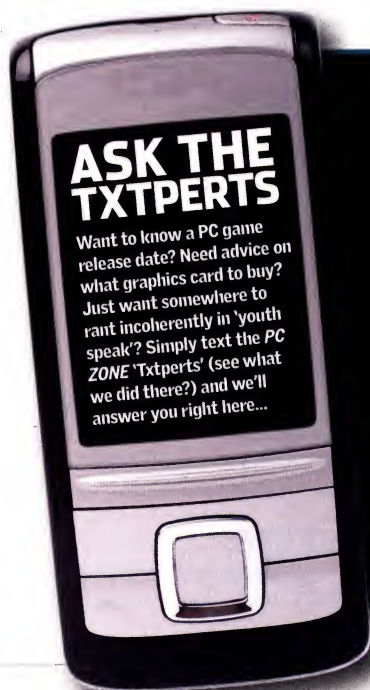 ASK THE
TXTPERTS
Want to know a PC game
release date? Need advice on
what graphics card to buy?
Just want somewhere to
rant incoherently in 'youth
speak'? Simply text the PC
ZONE 'Txtperts' (see what
we did there?) and we'll
answer you right here...